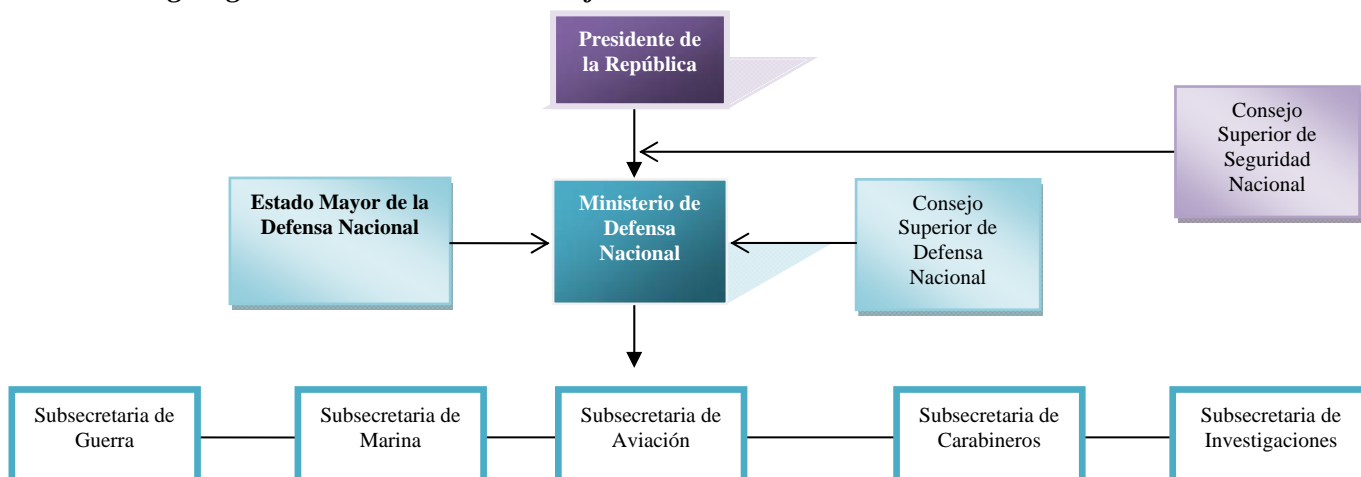 Presidente de
la República
Consejo
Superior de
Seguridad
Nacional
Estado Mayor de la
Defensa Nacional
Ministerio de
Defensa
Nacional
Consejo
Superior de
Defensa
Nacional
Subsecretaria de
Guerra
Subsecretaria de
Marina
Subsecretaria de
Aviación
Subsecretaria de
Carabineros
Subsecretaria de
Investigaciones